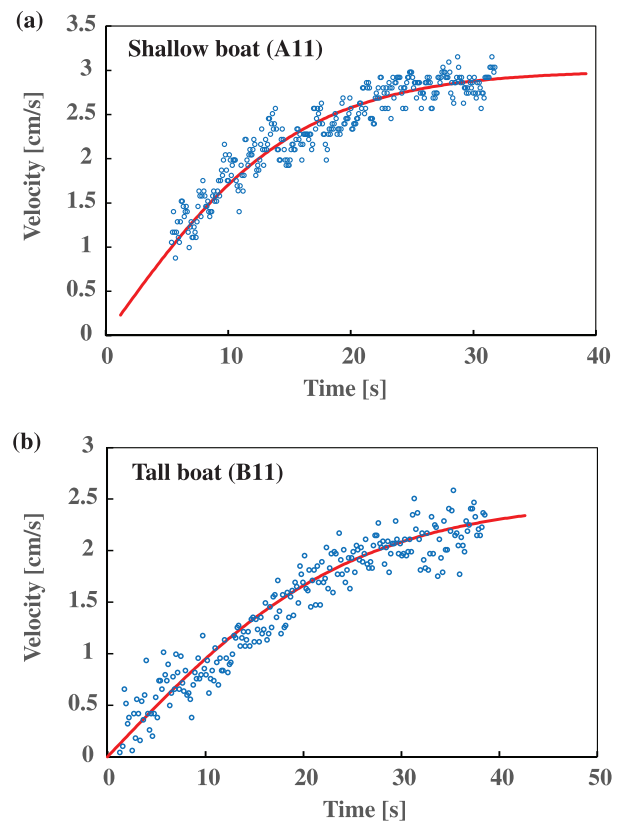 (a)
Shallow boat (A11)
Velocity [cm/s]
3.5
3
2.5
2
1.5
1
0.5
0
0 10 20 30 40
Time [s]
(b)
Tall boat (B11)
Velocity [cm/s]
3
2.5
2
1.5
1
0.5
0
0 10 20 30 40 50
Time [s]